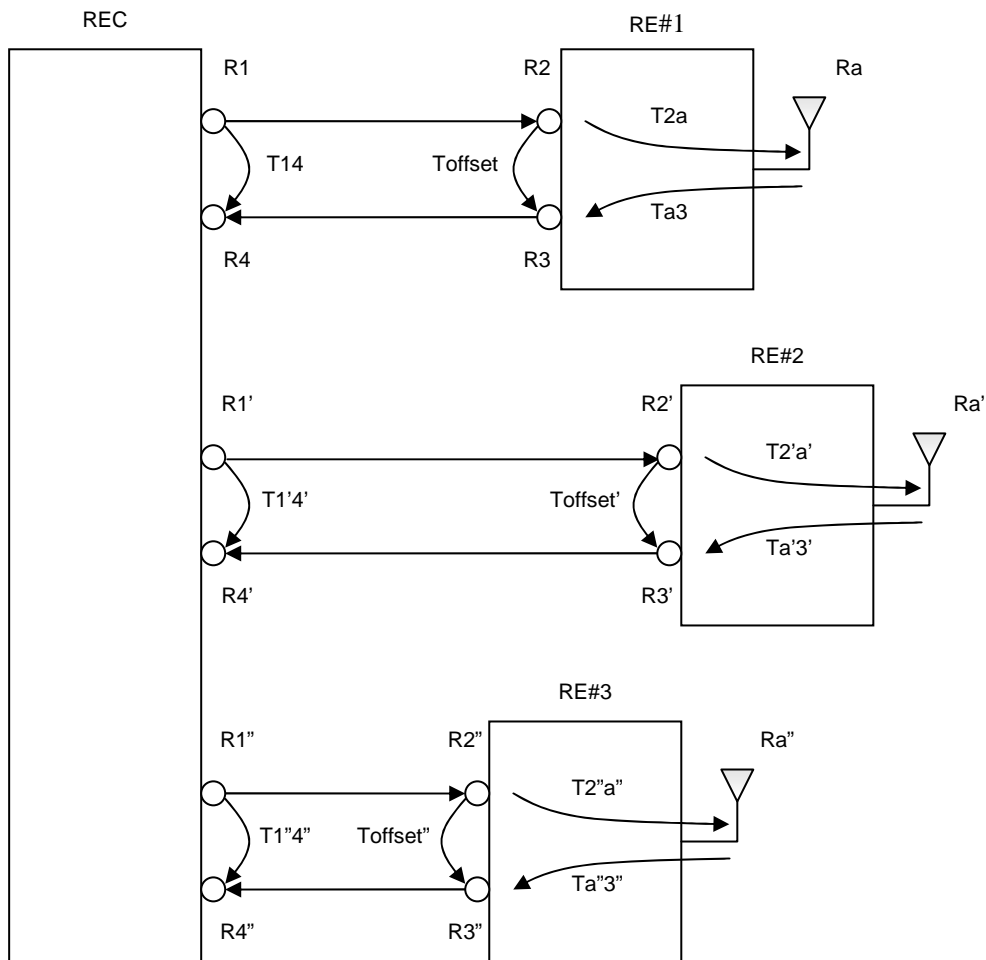 REC
RE#1
R1
R2
Ra
T2a
T14
Toffset
Ta3
R4
R3
RE#2
R1’
R2’
Ra’
T2’a’
T1’4’
Toffset’
Ta’3’
R4’
R3’
RE#3
R1”
R2”
Ra”
T2”a”
T1”4”
Toffset”
Ta”3”
R4”
R3”